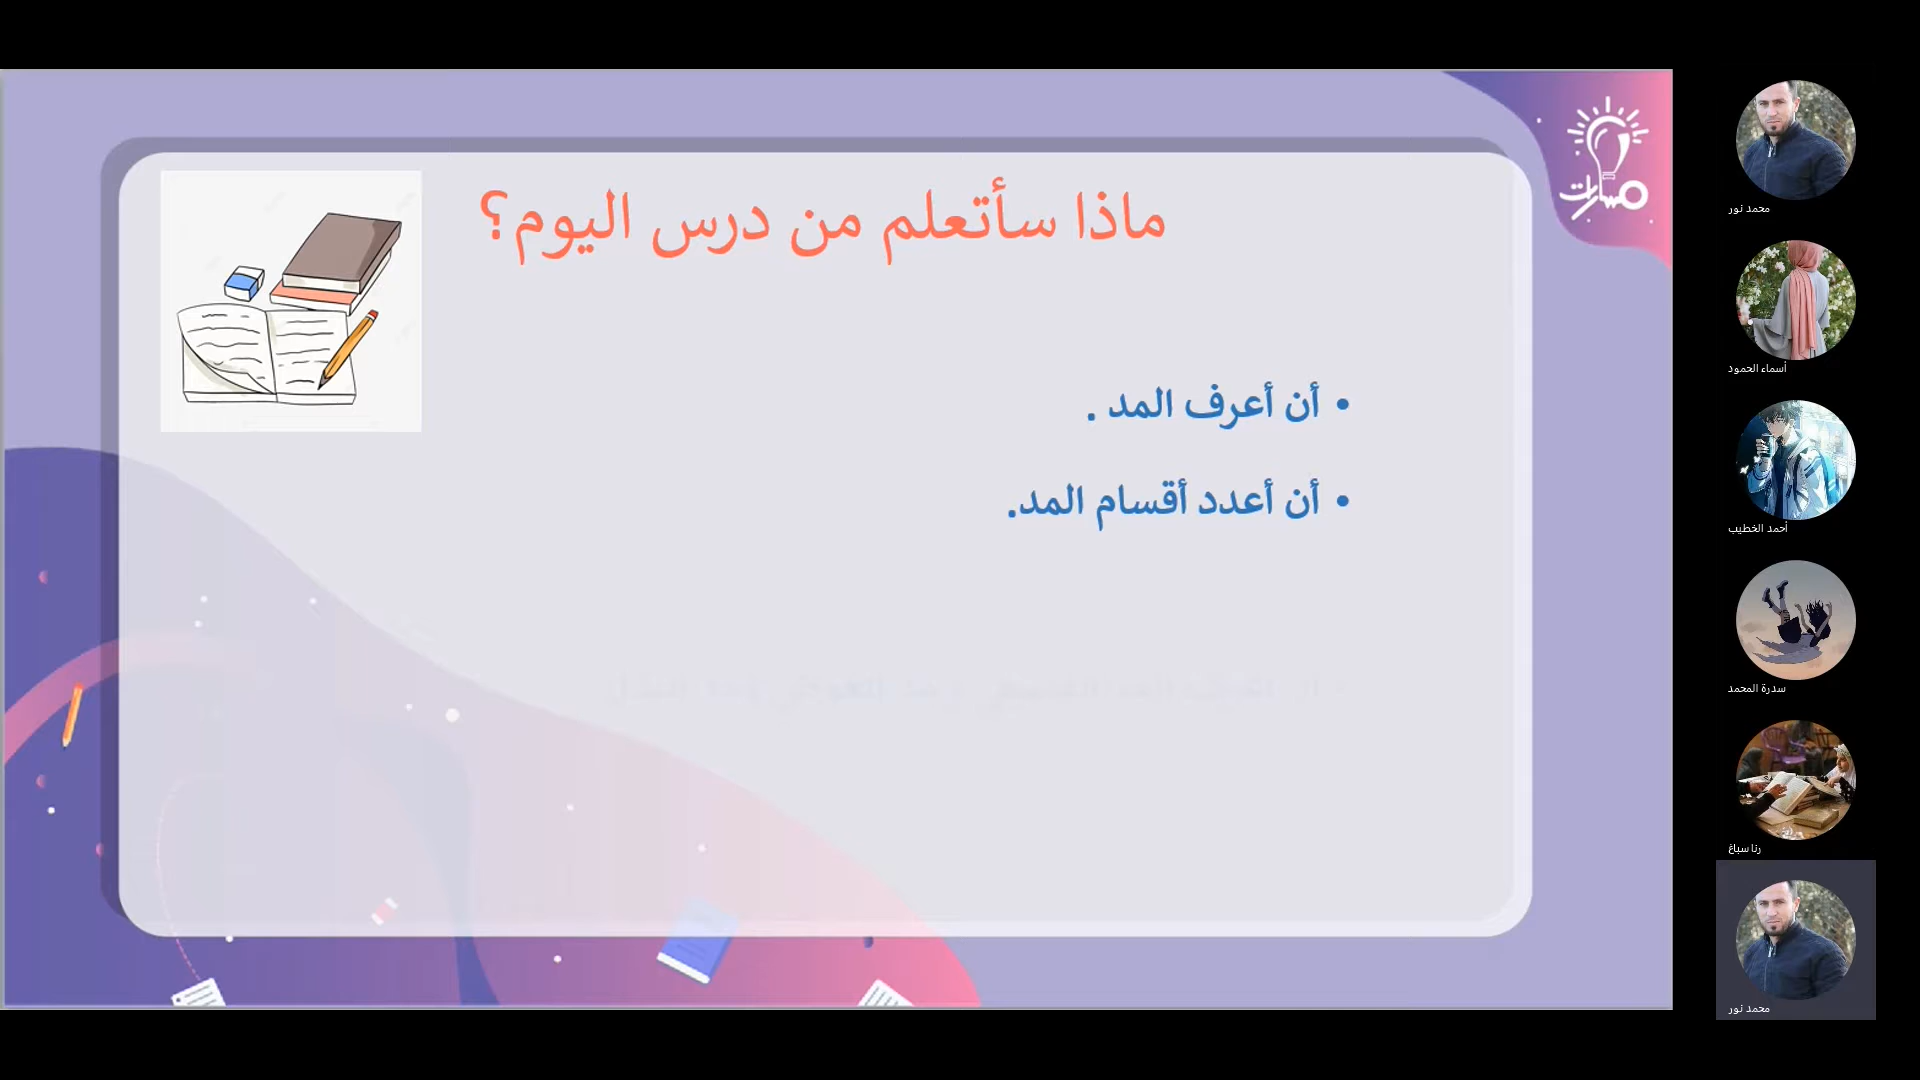 مسارات
ماذا سأتعلم من درس اليوم؟
• أن أعرف المد .
• أن أعدد أقسام المد.
محمد نور
أسماء الحمود
أحمد الخطيب
سدرة المحمد
رنا سياغ
محمد نور